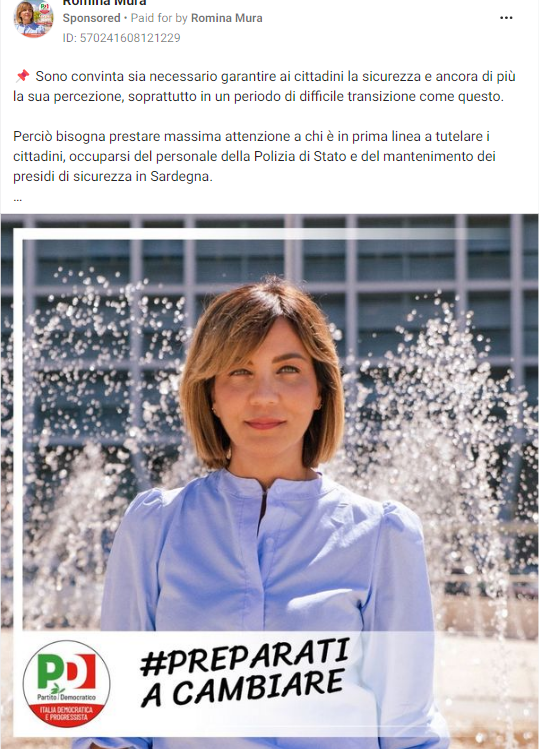 Romina Mura
Sponsored • Paid for by Romina Mura
ID: 570241608121229
📌 Sono convinta sia necessario garantire ai cittadini la sicurezza e ancora di più
la sua percezione, soprattutto in un periodo di difficile transizione come questo.
Perciò bisogna prestare massima attenzione a chi è in prima linea a tutelare i
cittadini, occuparsi del personale della Polizia di Stato e del mantenimento dei
presidi di sicurezza in Sardegna.
...
#PREPARATI
A CAMBIARE
PD
Partito Democratico
ITALIA DEMOCRATICA
E PROGRESSISTA